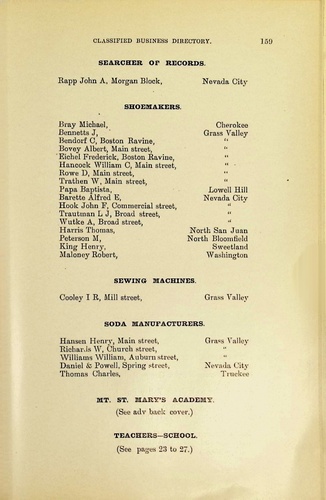 CLASSIFIED BUSINESS DIRECTORY. 159
SEARCHER OF RECORDS.
Rapp John A, Morgan Block, Nevada City
SHOEMAKERS.
Bray Michael, Cherokee
Bennetts J, Grass Valley
Bendorf C, Boston Ravine, "
Bovey Albert, Main street, "
Eichel Frederick, Boston Ravine, "
Hancock William C, Main street, "
Rowe D, Main street, "
Trathen W, Main street, "
Papa Baptista, Lowell Hill
Barette Alfred E, Nevada City
Hook John F, Commercial street, "
Trautman L J, Broad street, "
Wutke A, Broad street, "
Harris Thomas, North San Juan
Peterson M, North Bloomfield
King Henry, Sweetland
Maloney Robert, Washington
SEWING MACHINES.
Cooley I R, Mill street, Grass Valley
SODA MANUFACTURERS.
Hansen Henry, Main street, Grass Valley
Richards W, Church street, "
Williams William, Auburn street, "
Daniel & Powell, Spring street, Nevada City
Thomas Charles, Truckee
MT. ST. MARY'S ACADEMY.
(See adv back cover.)
TEACHERS—SCHOOL.
(See pages 23 to 27.)